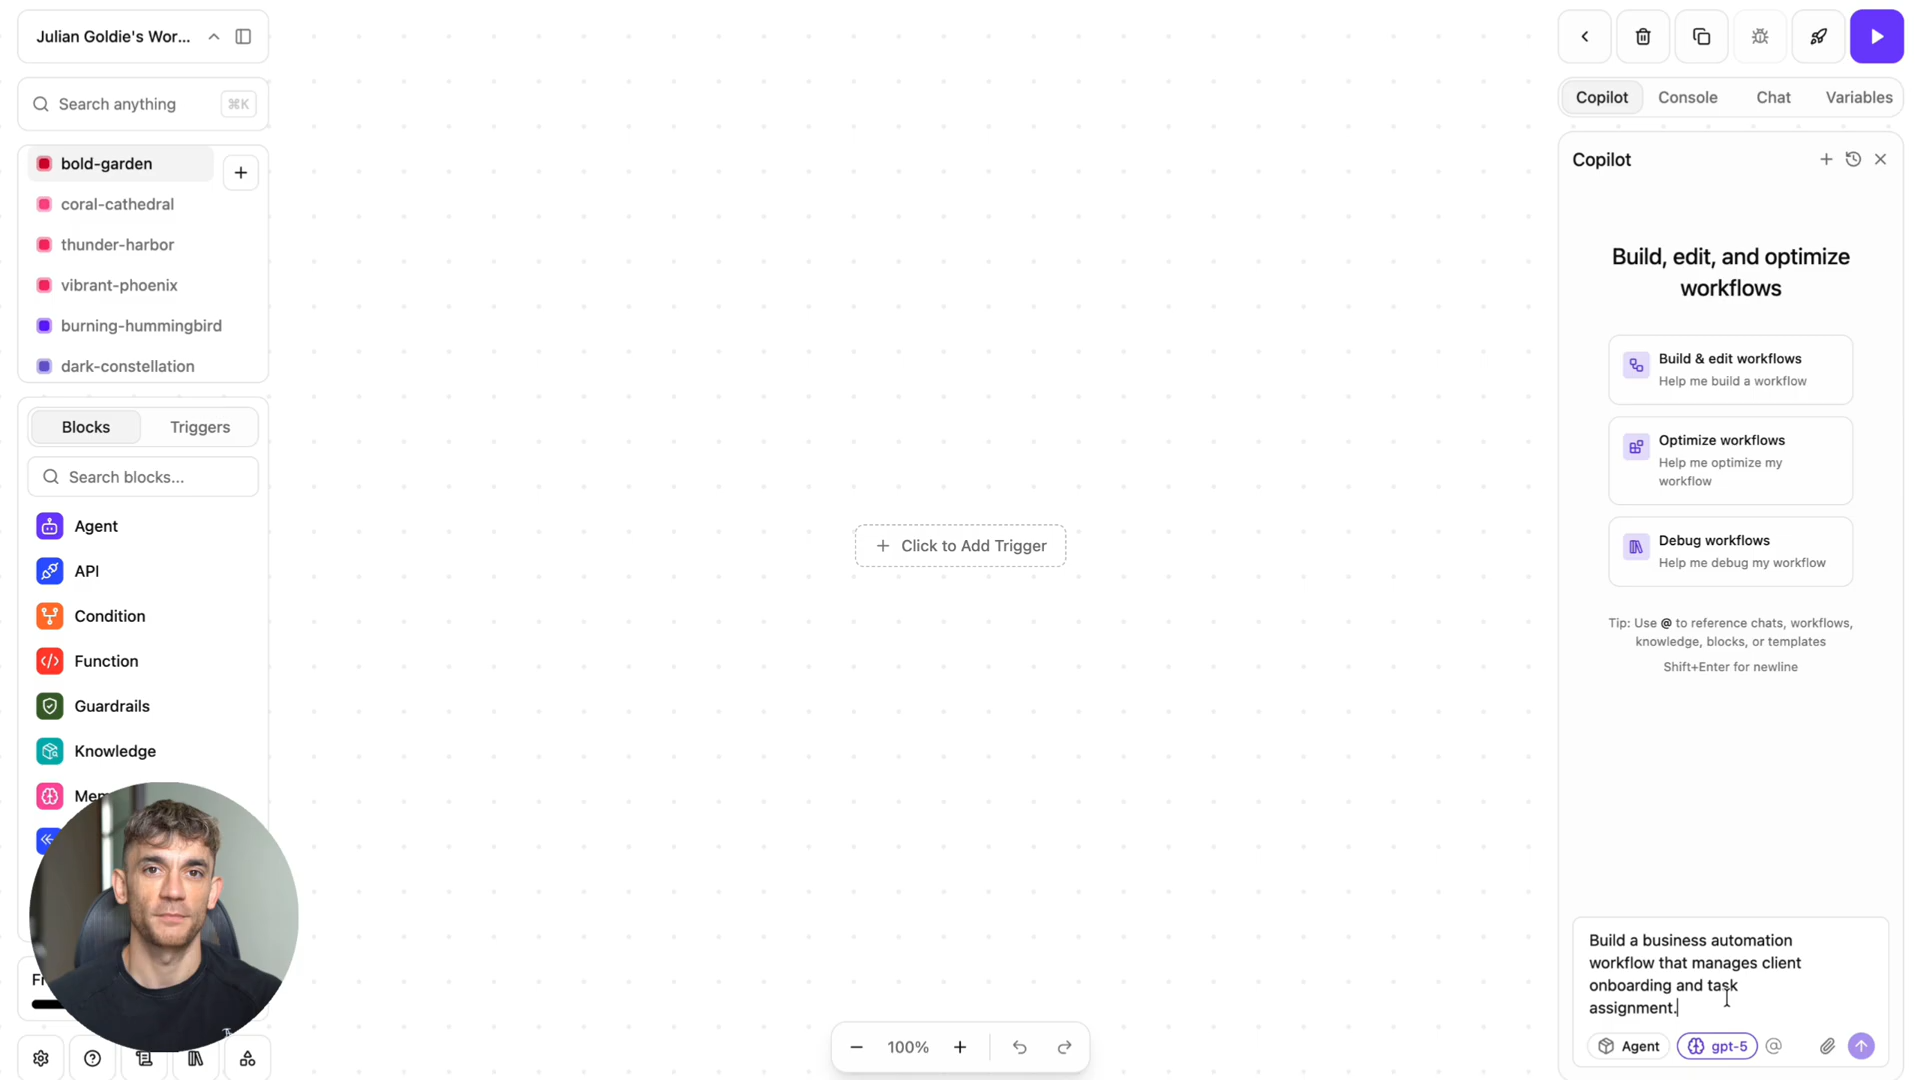 Julian Goldie's Wor...
Search anything
⌘K
bold-garden
coral-cathedral
thunder-harbor
vibrant-phoenix
burning-hummingbird
dark-constellation
Blocks
Triggers
Search blocks...
Agent
API
Condition
Function
Guardrails
Knowledge
Click to Add Trigger
100%
Copilot
Console
Chat
Variables
Copilot
Build, edit, and optimize
workflows
Build & edit workflows
Help me build a workflow
Optimize workflows
Help me optimize my
workflow
Debug workflows
Help me debug my workflow
Tip: Use @ to reference chats, workflows,
knowledge, blocks, or templates
Shift+Enter for newline
Build a business automation
workflow that manages client
onboarding and task
assignment.
Agent
gpt-5
@